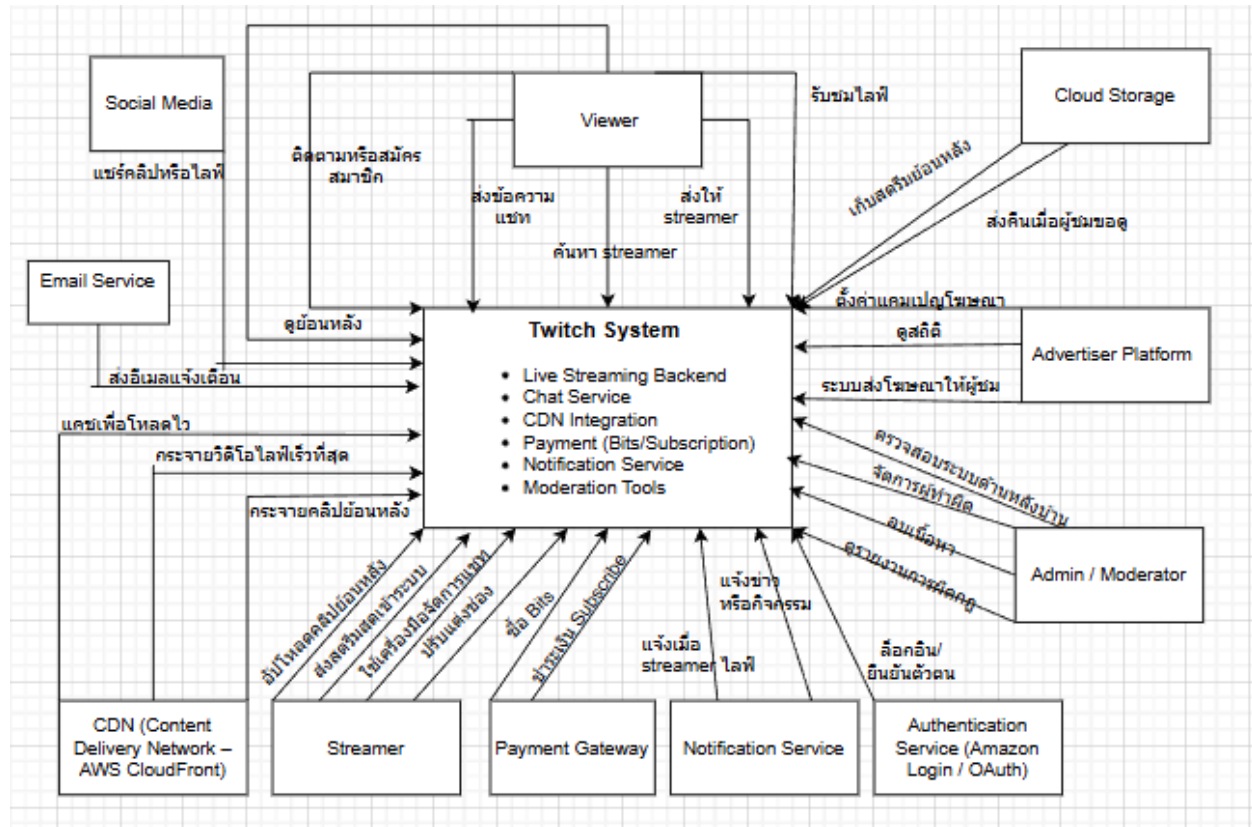 Social Media
แชร์คลิปหรือไลฟ์
Viewer
รับชมไลฟ์
Cloud Storage
ติดตามหรือสมัคร
สมาชิค
ส่งข้อความ
แชท
ค้นหา streamer
ส่งให้
streamer
เก็บสตรีมย้อนหลัง
ส่งคืนเมื่อผู้ชมขอดู
Email Service
ส่งอีเมลแจ้งเตือน
ดูย้อนหลัง
Twitch System
• Live Streaming Backend
• Chat Service
• CDN Integration
• Payment (Bits/Subscription)
• Notification Service
• Moderation Tools
ตั้งค่าแคมเปญโฆษณา
ดูสถิติ
ระบบส่งโฆษณาให้ผู้ชม
Advertiser Platform
แคชเพื่อโหลดไว
กระจายวิดีโอไลฟ์เร็วที่สุด
กระจายคลิปย้อนหลัง
ตรวจสอบระบบด้านหลังบ้าน
จัดการผู้ทำผิด
ลบเนื้อหา
ดูรายงานการผิดกฎ
Admin / Moderator
อัปโหลดคลิปย้อนหลัง
ส่งสตรีมสดเข้าระบบ
ใช้เครื่องมือจัดการแชท
ปรับแต่งช่อง
ซื้อ Bits
ชำระเงิน Subscribe
แจ้งเมื่อ
streamer ไลฟ์
แจ้งข่าว
หรือกิจกรรม
ล็อคอิน/
ยืนยันตัวตน
CDN (Content
Delivery Network –
AWS CloudFront)
Streamer
Payment Gateway
Notification Service
Authentication
Service (Amazon
Login / OAuth)